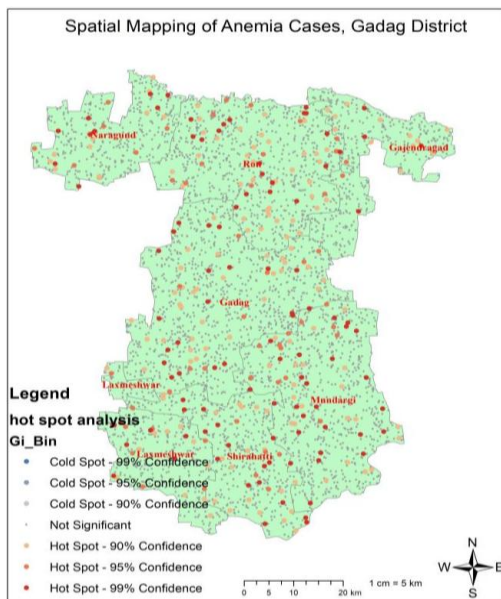 Spatial Mapping of Anemia Cases, Gadag District
Naragund
Gajendragad
Ron
Gadag
Laxmeshwar
Mundargi
Laxmeshwar
Shirahatti
Legend
hot spot analysis
Gi_Bin
Cold Spot - 99% Confidence
Cold Spot - 95% Confidence
Cold Spot - 90% Confidence
Not Significant
Hot Spot - 90% Confidence
Hot Spot - 95% Confidence
Hot Spot - 99% Confidence
0 5 10 20 km
1 cm = 5 km
N
W E
S